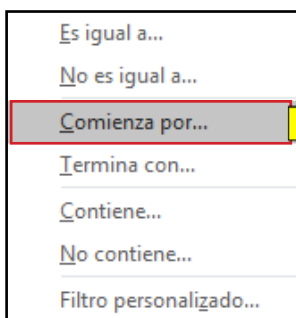 Es igual a...
No es igual a...
Comienza por...
Termina con...
Contiene...
No contiene...
Filtro personalizado...